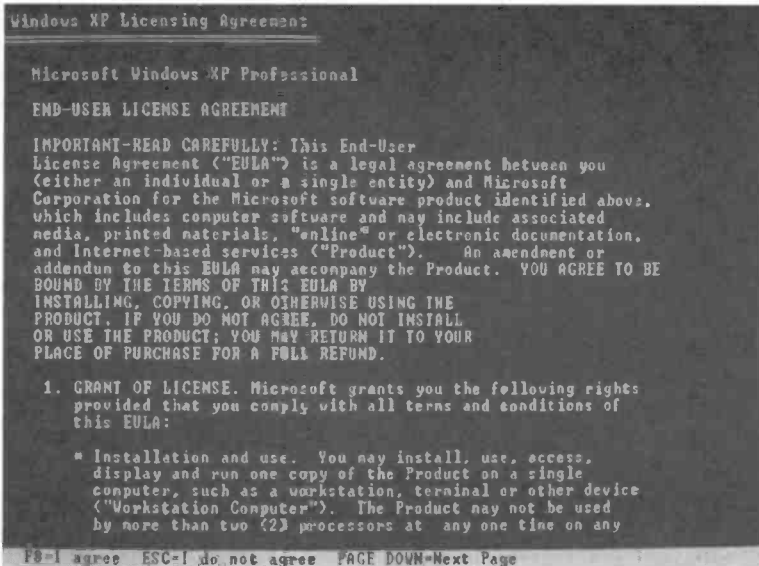 Windows XP Licensing Agreement
Microsoft Windows XP Professional
END-USER LICENSE AGREEMENT
IMPORTANT-READ CAREFULLY: This End-User
License Agreement ("EULA") is a legal agreement between you
(either an individual or a single entity) and Microsoft
Corporation for the Microsoft software product identified above,
which includes computer software and may include associated
media, printed materials, "online" or electronic documentation,
and Internet-based services ("Product"). An amendment or
addendum to this EULA may accompany the Product. YOU AGREE TO BE
BOUND BY THE TERMS OF THIS EULA BY
INSTALLING, COPYING, OR OTHERWISE USING THE
PRODUCT. IF YOU DO NOT AGREE, DO NOT INSTALL
OR USE THE PRODUCT; YOU MAY RETURN IT TO YOUR
PLACE OF PURCHASE FOR A FULL REFUND.
1. GRANT OF LICENSE. Microsoft grants you the following rights
provided that you comply with all terms and conditions of
this EULA:
* Installation and use. You may install, use, access,
display and run one copy of the Product on a single
computer, such as a workstation, terminal or other device
("Workstation Computer"). The Product may not be used
by more than two (2) processors at any one time on any
F8=I agree ESC=I do not agree PAGE DOWN=Next Page